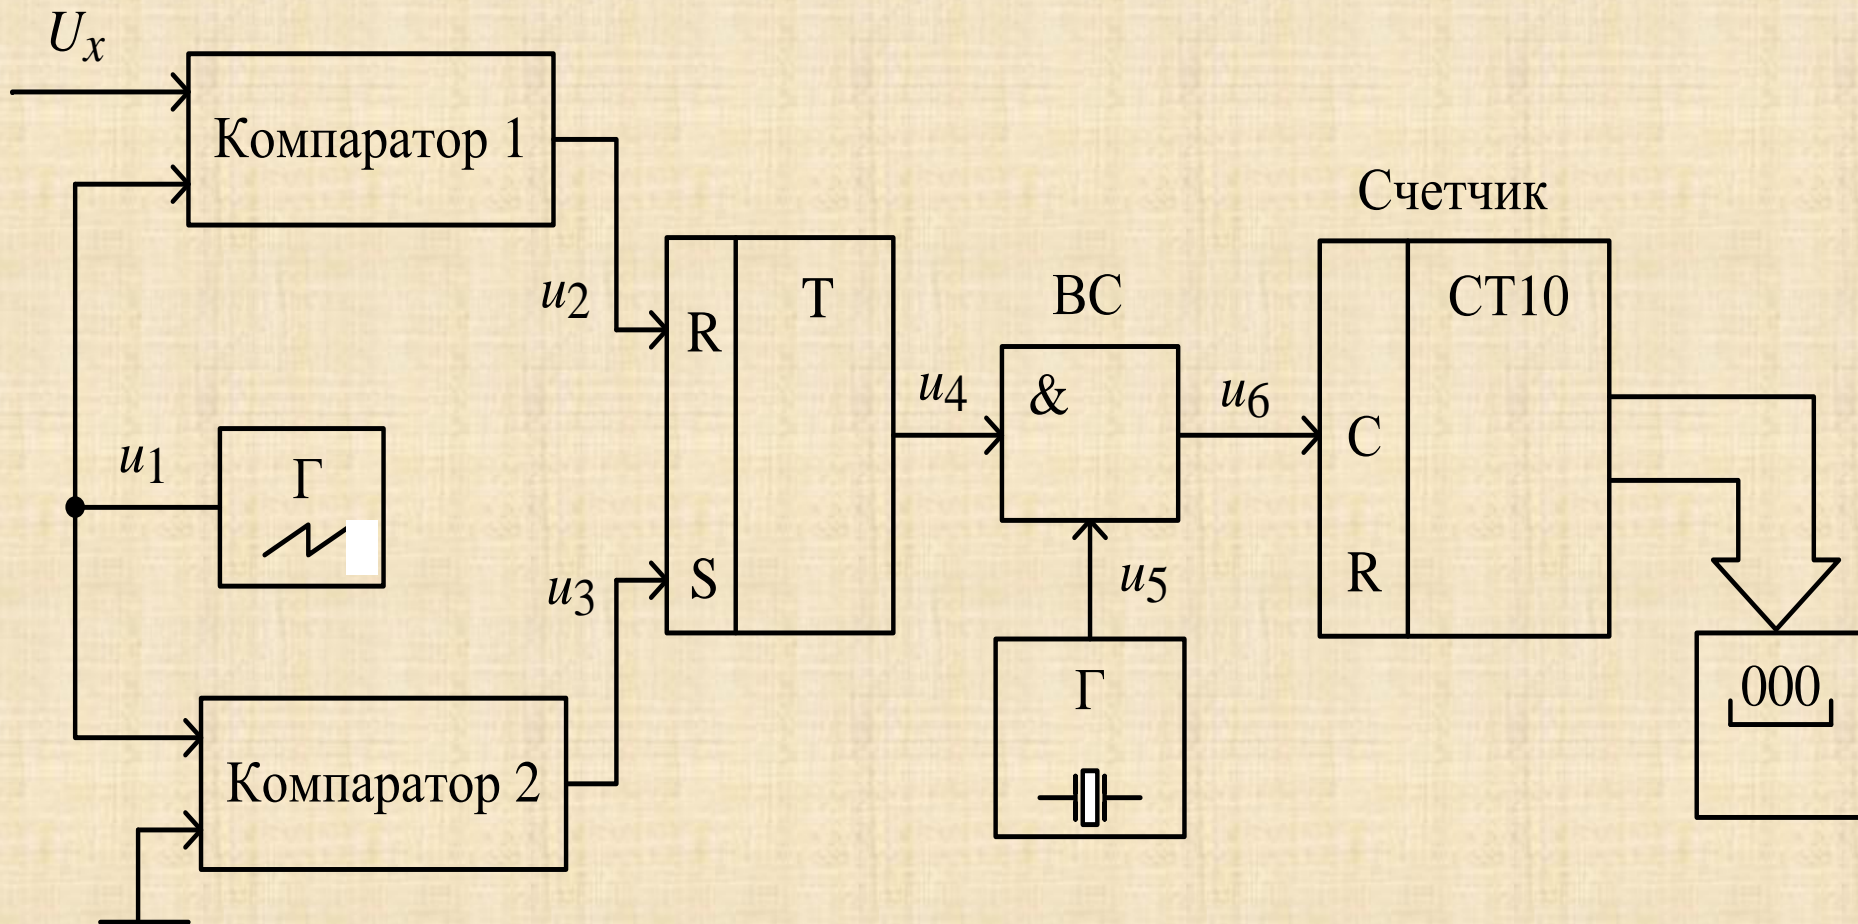 Ux
Компаратор 1
Счетчик
u2
R
T
ВС
СТ10
u4
&
u6
C
u1
Г
S
u3
u5
R
Г
000
Компаратор 2